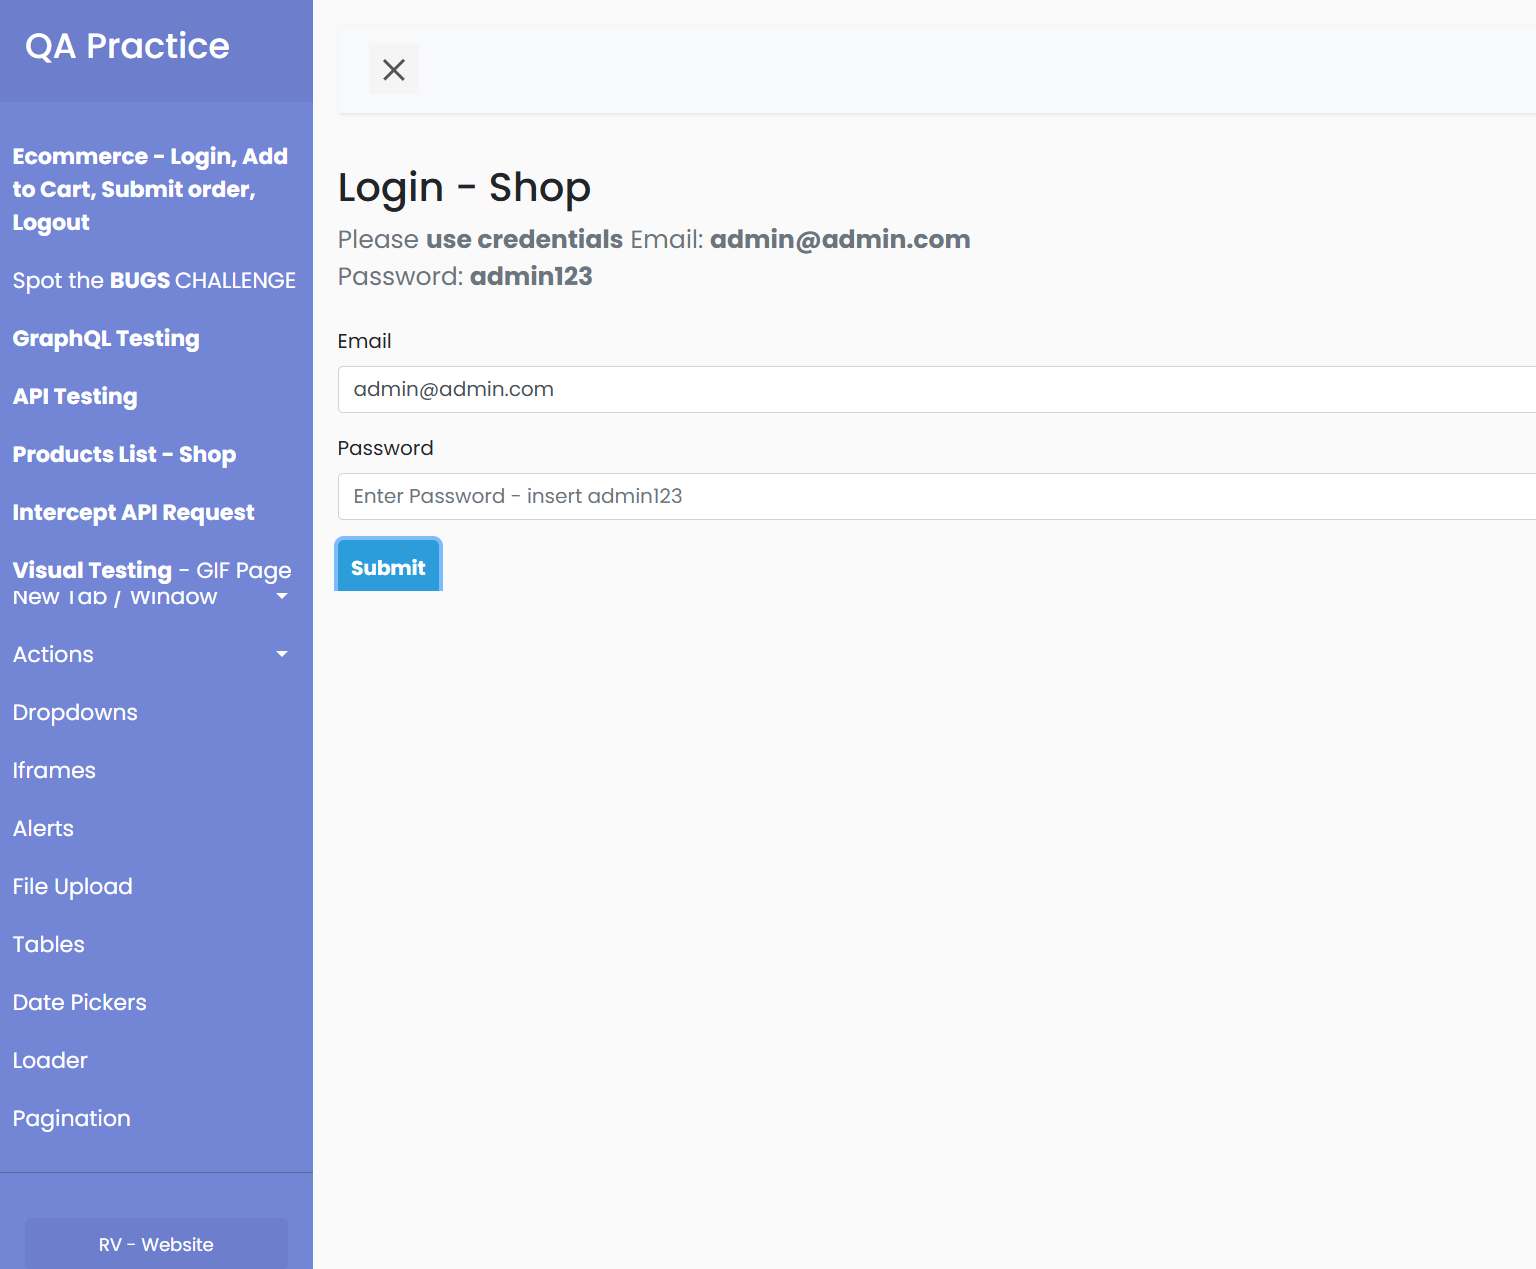 QA Practice
Ecommerce - Login, Add
to Cart, Submit order,
Logout
Spot the BUGS CHALLENGE
GraphQL Testing
API Testing
Products List - Shop
Intercept API Request
Visual Testing - GIF Page
New Tab / Window
Actions
Dropdowns
Iframes
Alerts
File Upload
Tables
Date Pickers
Loader
Pagination
RV - Website
Login - Shop
Please use credentials Email: admin@admin.com
Password: admin123
Email
admin@admin.com
Password
Enter Password - insert admin123
Submit